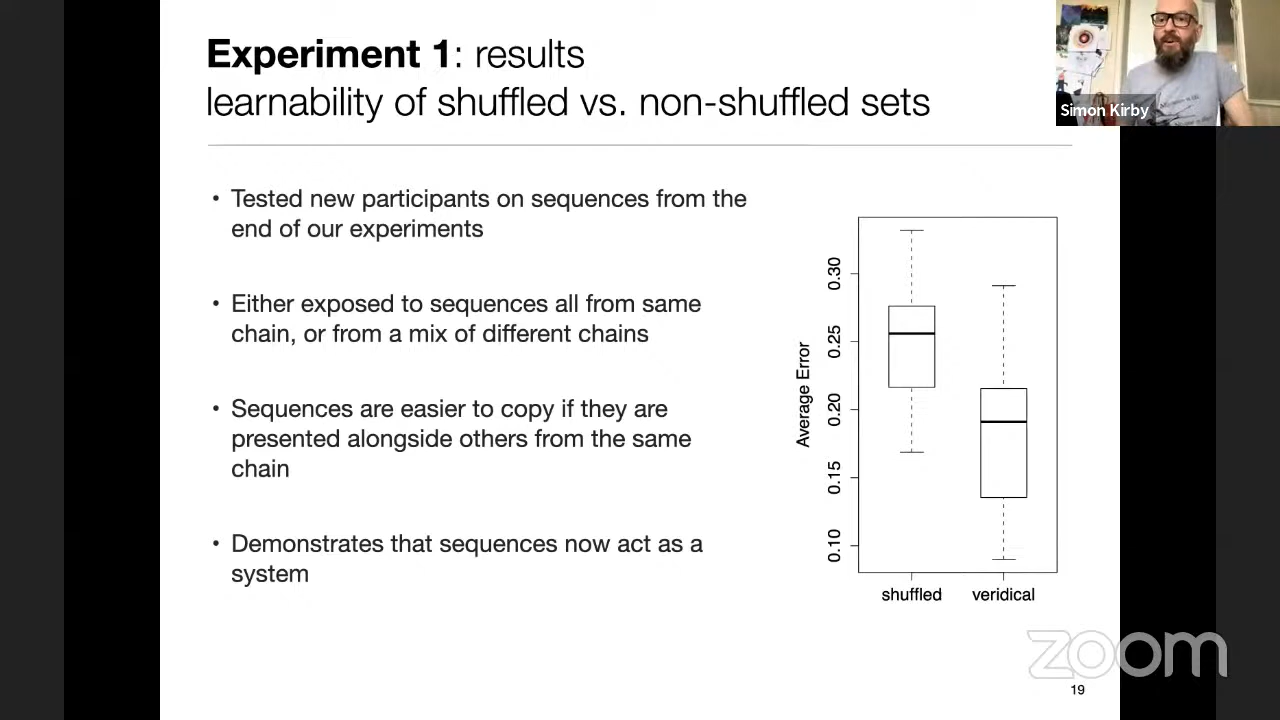 Experiment 1: results
learnability of shuffled vs. non-shuffled sets
Simon Kirby
• Tested new participants on sequences from the
end of our experiments
• Either exposed to sequences all from same
chain, or from a mix of different chains
• Sequences are easier to copy if they are
presented alongside others from the same
chain
• Demonstrates that sequences now act as a
system
Average Error
0.30
0.25
0.20
0.15
0.10
shuffled veridical
zoom
19